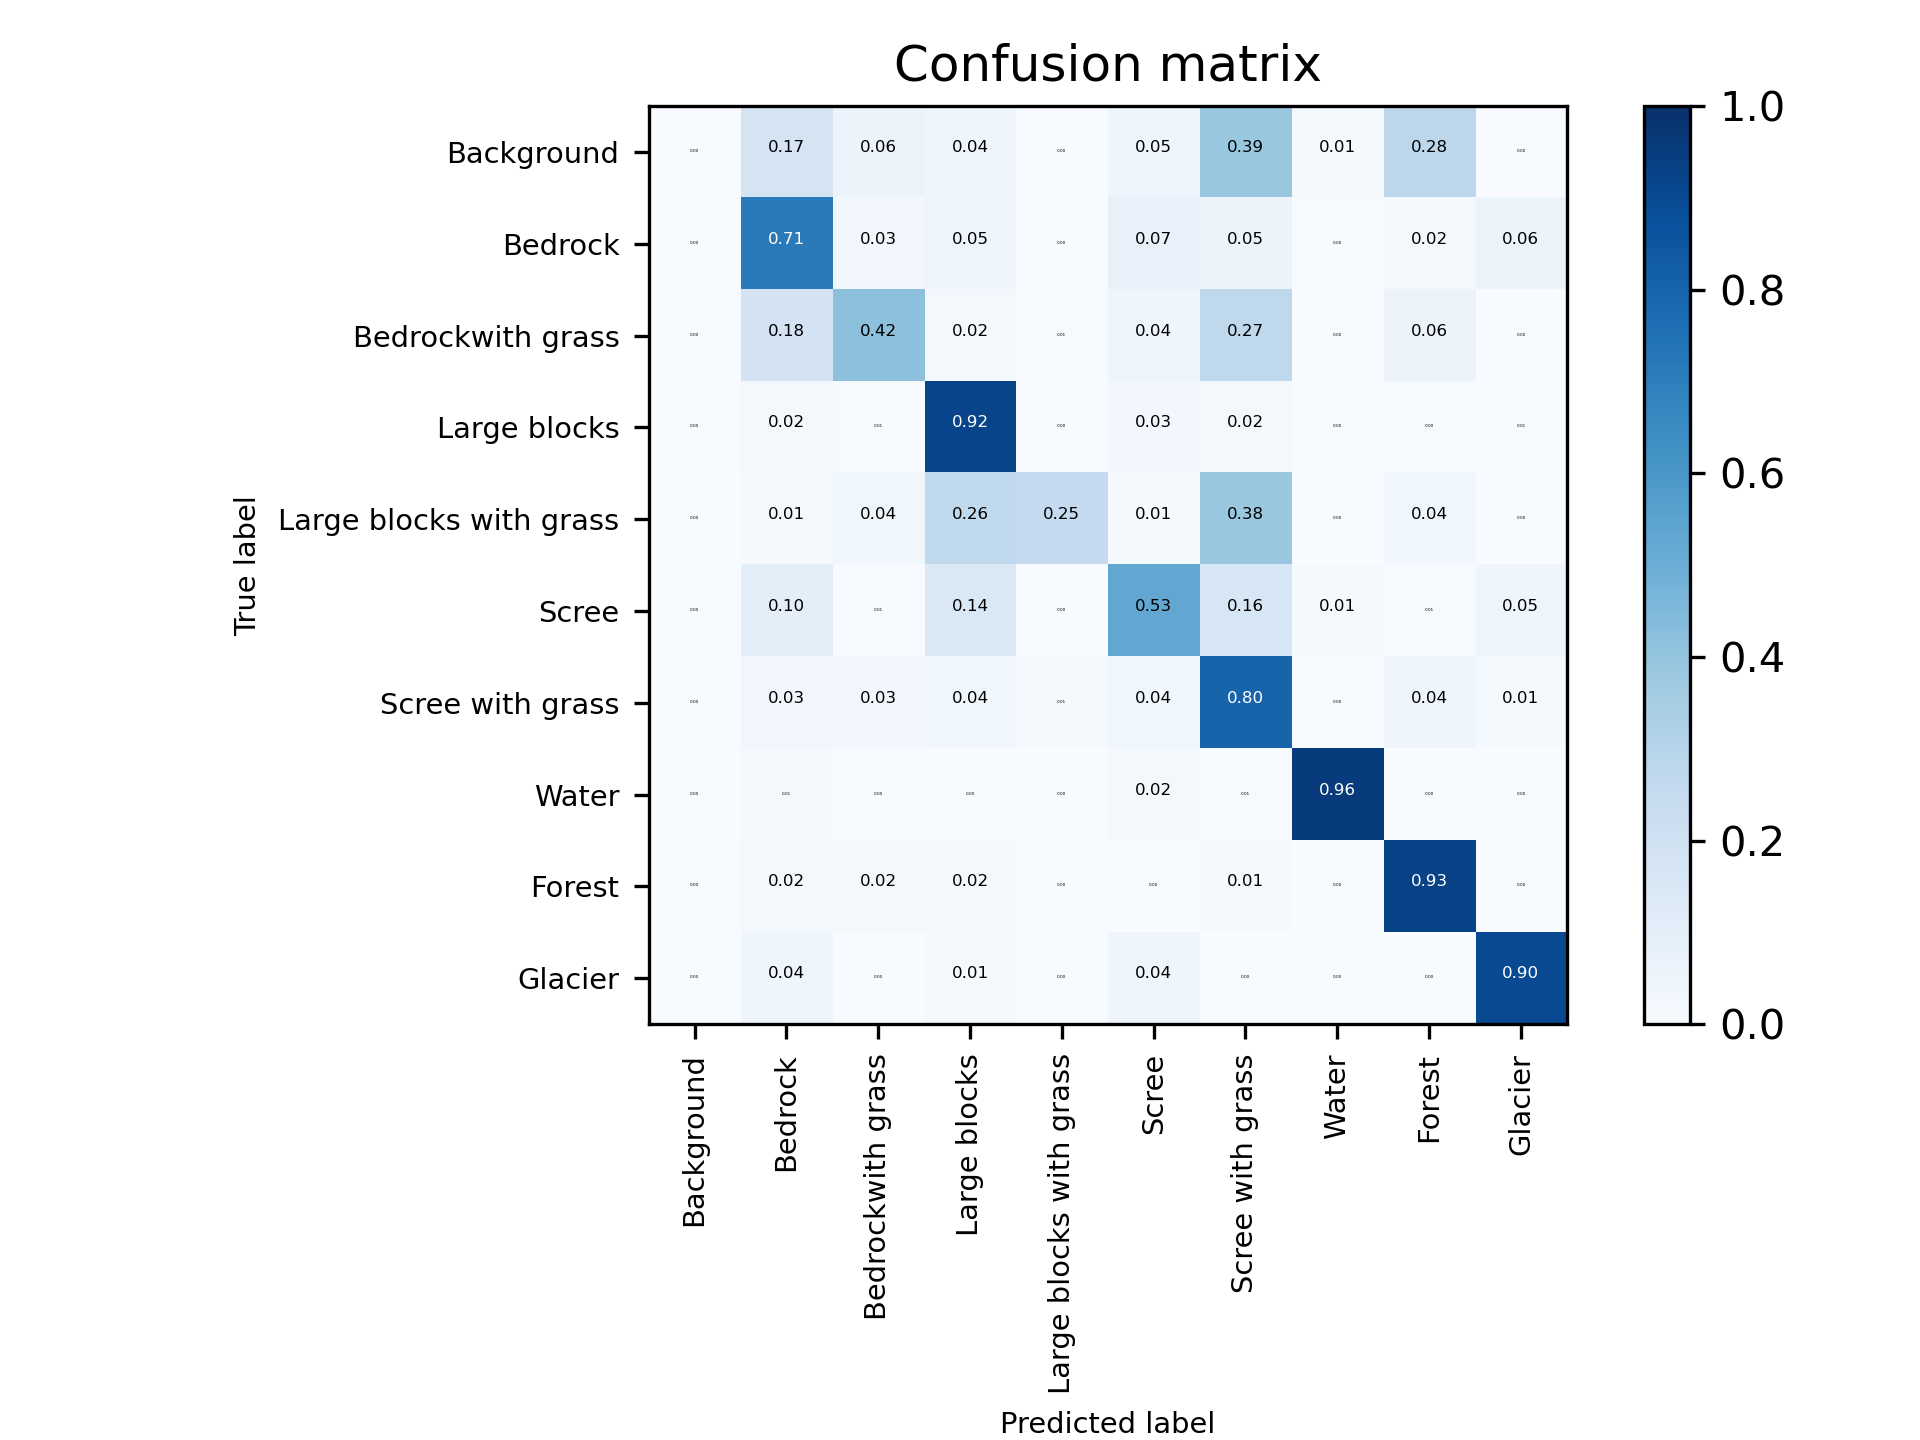 Confusion matrix
Background 0.17 0.06 0.04 0.05 0.39 0.01 0.28
Bedrock 0.71 0.03 0.05 0.07 0.05 0.02 0.06
Bedrockwith grass 0.18 0.42 0.02 0.04 0.27 0.06
Large blocks 0.02 0.92 0.03 0.02
Large blocks with grass 0.01 0.04 0.26 0.25 0.01 0.38 0.04
Scree 0.10 0.14 0.53 0.16 0.01 0.05
Scree with grass 0.03 0.03 0.04 0.04 0.80 0.04 0.01
Water 0.02 0.96
Forest 0.02 0.02 0.02 0.01 0.93
Glacier 0.04 0.01 0.04 0.90
True label
1.0
0.8
0.6
0.4
0.2
0.0
Background
Bedrock
Bedrockwith grass
Large blocks
Large blocks with grass
Scree
Scree with grass
Water
Forest
Glacier
Predicted label